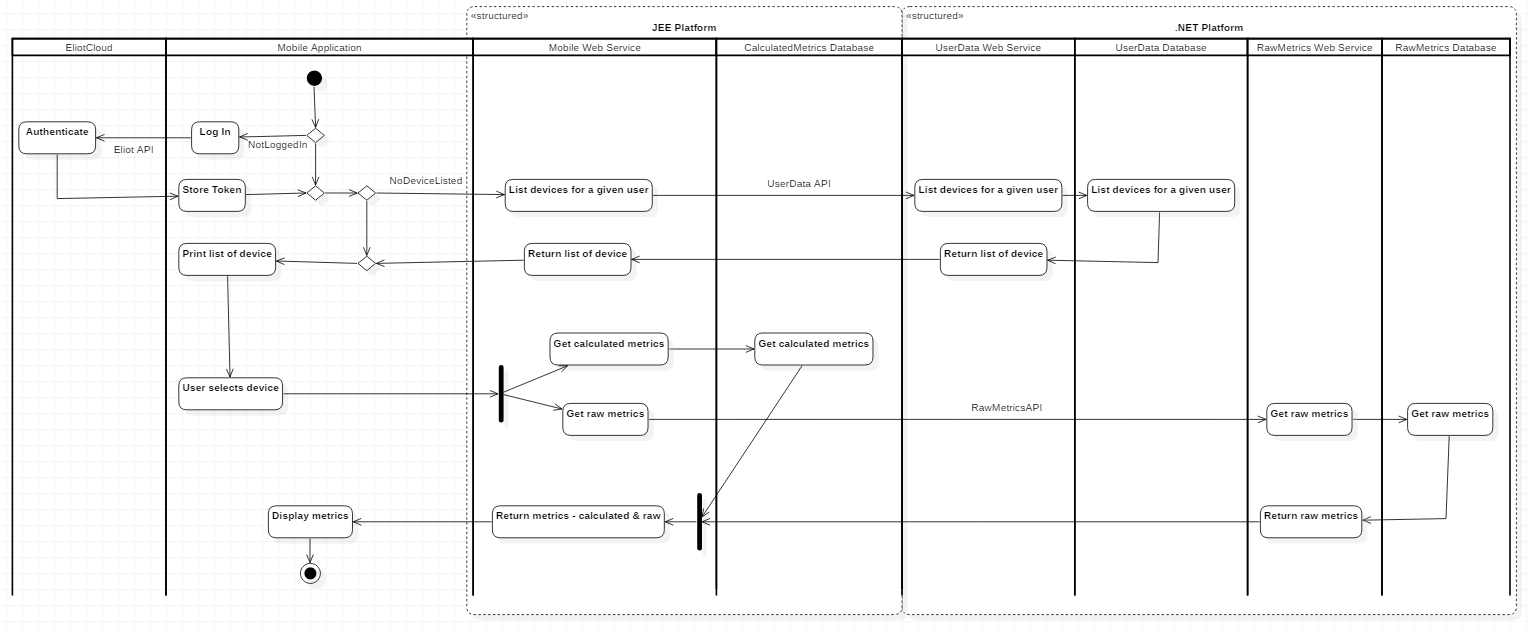 «structured»
«structured»
JEE Platform
.NET Platform
EliotCloud
Mobile Application
Mobile Web Service
CalculatedMetrics Database
UserData Web Service
UserData Database
RawMetrics Web Service
RawMetrics Database
Authenticate
Log In
NotLoggedIn
Eliot API
Store Token
NoDeviceListed
List devices for a given user
UserData API
List devices for a given user
List devices for a given user
Print list of device
Return list of device
Return list of device
Get calculated metrics
Get calculated metrics
User selects device
Get raw metrics
RawMetricsAPI
Get raw metrics
Get raw metrics
Display metrics
Return metrics - calculated & raw
Return raw metrics